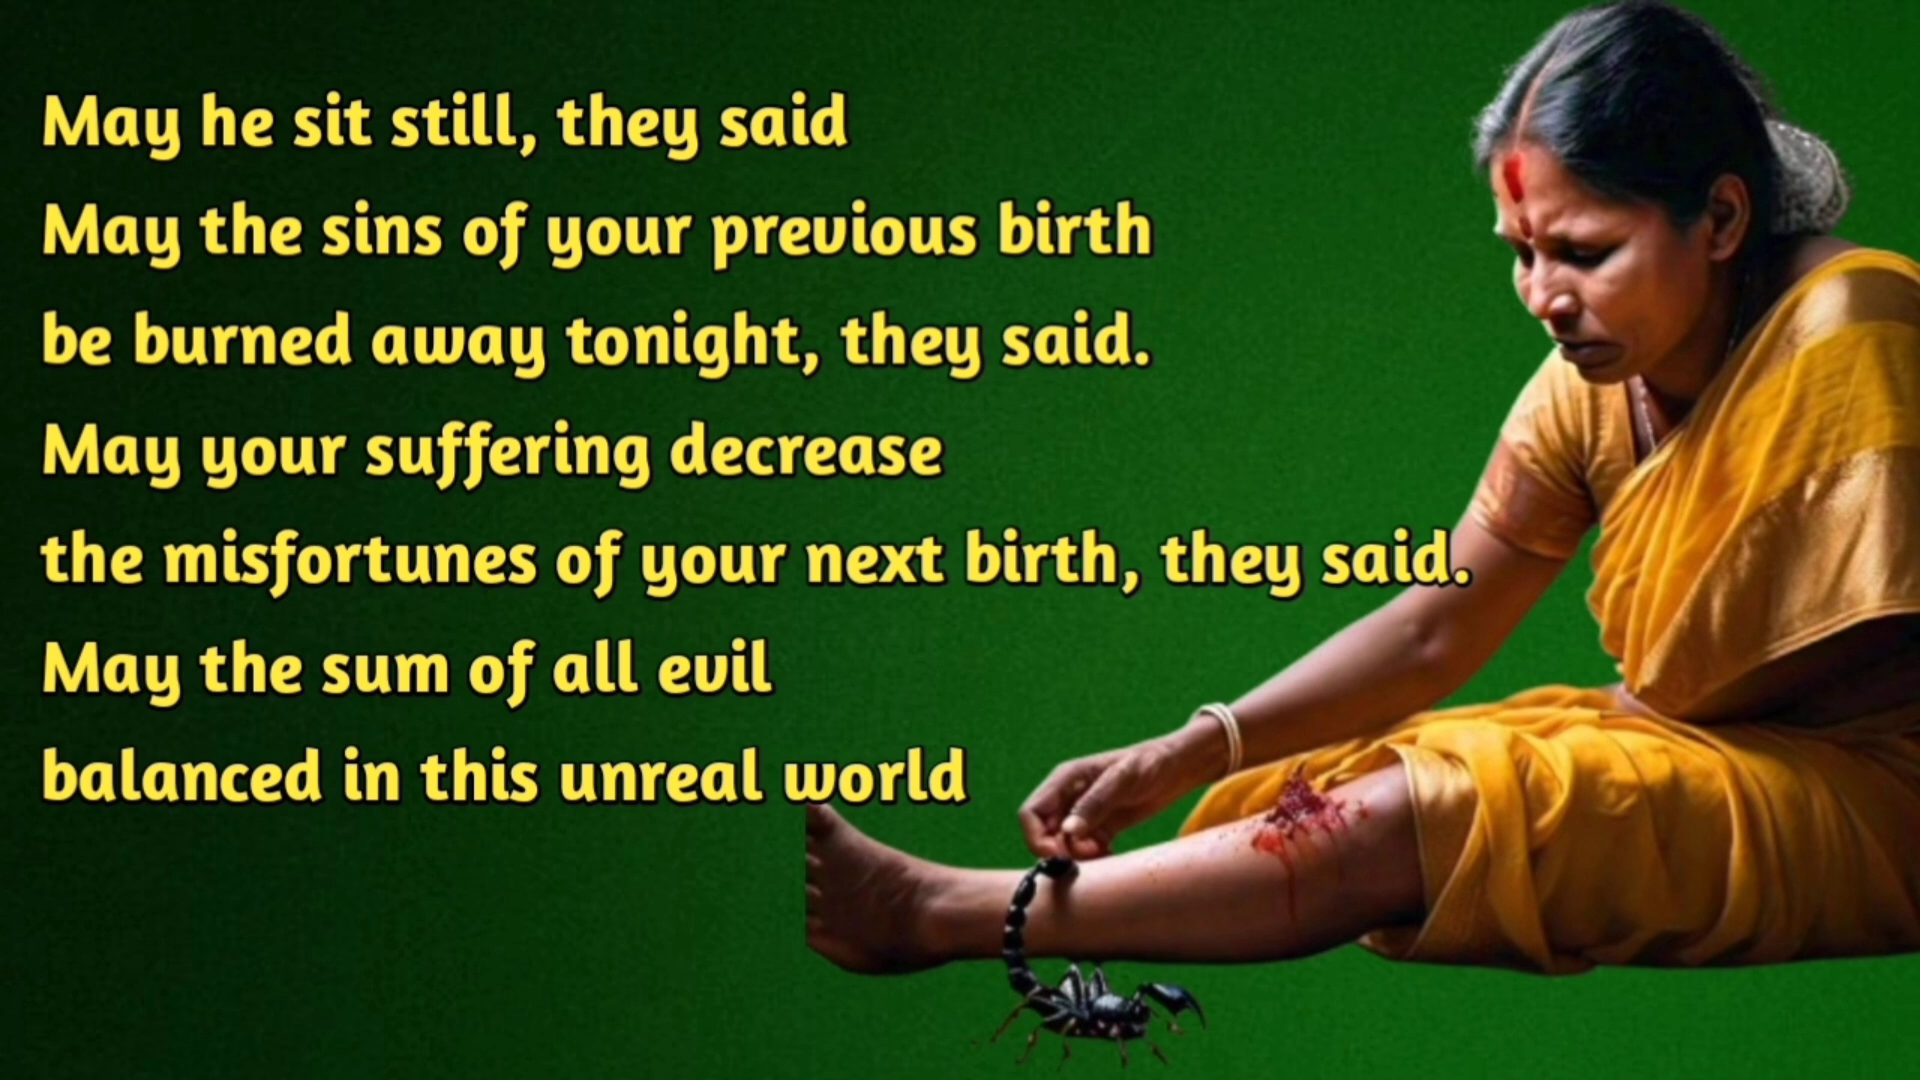 May he sit still, they said
May the sins of your previous birth
be burned away tonight, they said.
May your suffering decrease
the misfortunes of your next birth, they said.
May the sum of all evil
balanced in this unreal world